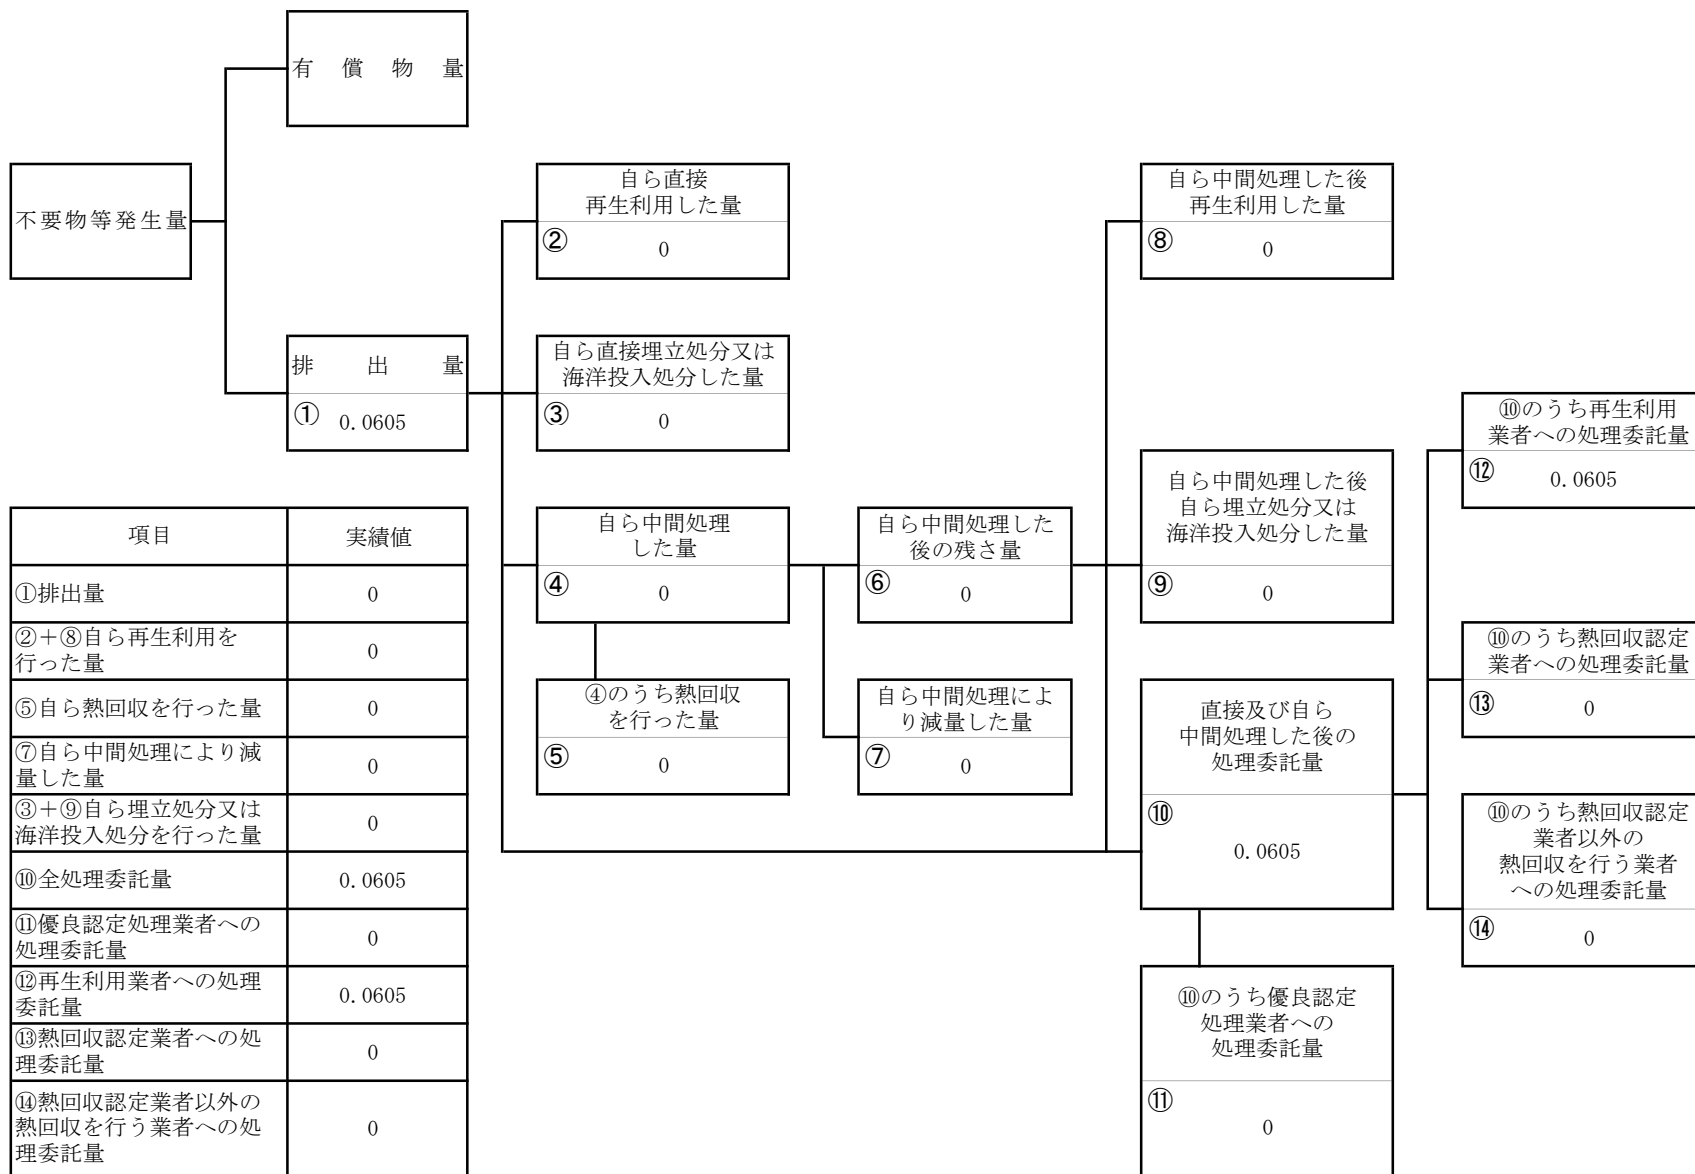 有償物量
不要物等発生量
排出量
①
0.0605
自ら直接
再生利用した量
②
0
自ら直接埋立処分又は
海洋投入処分した量
③
0
自ら中間処理
した量
④
0
④のうち熱回収
を行った量
⑤
0
自ら中間処理した
後の残さ量
⑥
0
自ら中間処理によ
り減量した量
⑦
0
自ら中間処理した後
再生利用した量
⑧
0
自ら中間処理した後
自ら埋立処分又は
海洋投入処分した量
⑨
0
直接及び自ら
中間処理した後の
処理委託量
⑩
0.0605
⑩のうち優良認定
処理業者への
処理委託量
⑪
0
⑩のうち再生利用
業者への処理委託量
⑫
0.0605
⑩のうち熱回収認定
業者への処理委託量
⑬
0
⑩のうち熱回収認定
業者以外の
熱回収を行う業者
への処理委託量
⑭
0
項目 実績値
①排出量 0
②＋⑧自ら再生利用を
行った量
0
⑤自ら熱回収を行った量 0
⑦自ら中間処理により減
量した量
0
③＋⑨自ら埋立処分又は
海洋投入処分を行った量
0
⑩全処理委託量 0.0605
⑪優良認定処理業者への
処理委託量
0
⑫再生利用業者への処理
委託量
0.0605
⑬熱回収認定業者への処
理委託量
0
⑭熱回収認定業者以外の
熱回収を行う業者への処
理委託量
0